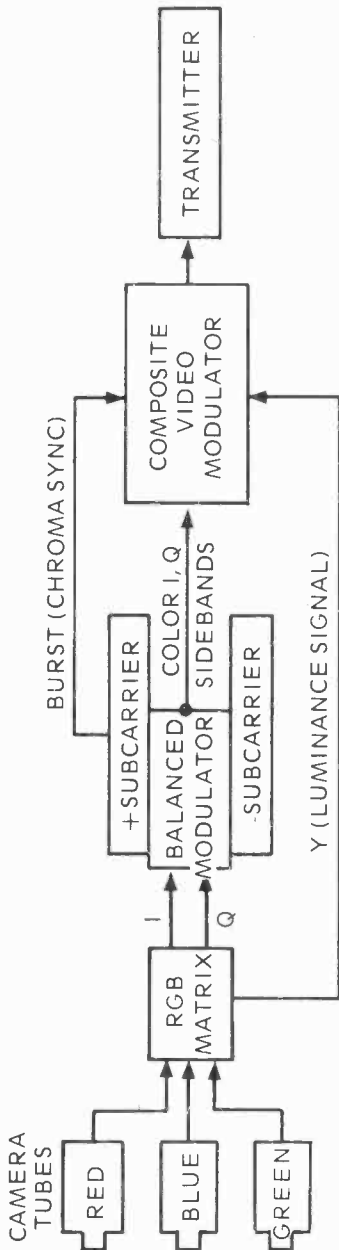 CAMERA
TUBES
RED
BLUE
GREEN
RGB
MATRIX
I
Q
+SUBCARRIER
BALANCED
MODULATOR
-SUBCARRIER
BURST (CHROMA SYNC)
COLOR I, Q
SIDEBANDS
Y (LUMINANCE SIGNAL)
COMPOSITE
VIDEO
MODULATOR
TRANSMITTER